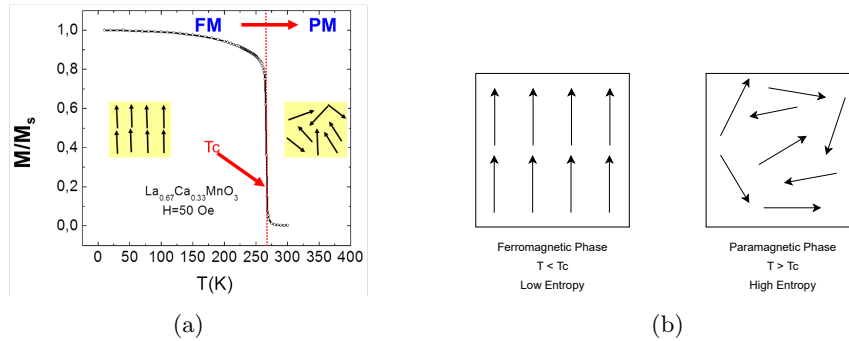 FM PM
1,0
0,8
0,6
0,4
0,2
0,0
M/Mₛ
Tc
La₀.₆₇Ca₀.₃₃MnO₃
H=50 Oe
0 50 100 150 200 250 300 350 400
T(K)
(a)
Ferromagnetic Phase
T < Tc
Low Entropy
Paramagnetic Phase
T > Tc
High Entropy
(b)